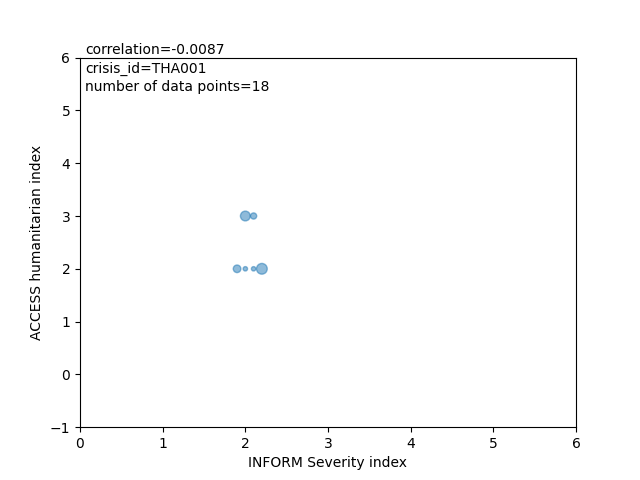 correlation=-0.0087
crisis_id=THA001
number of data points=18
6
5
4
3
2
1
0
−1
ACCESS humanitarian index
0 1 2 3 4 5 6
INFORM Severity index